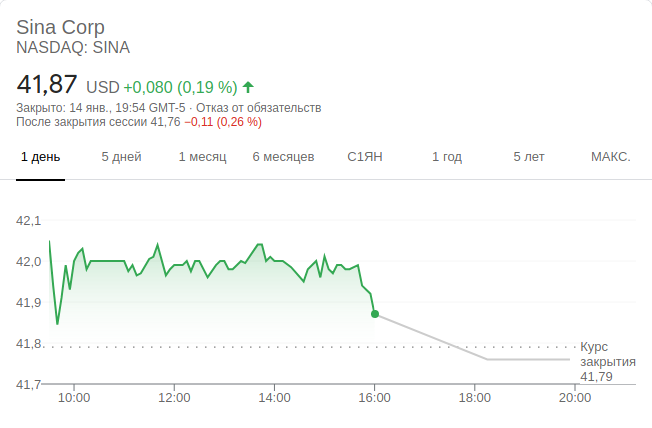 Sina Corp
NASDAQ: SINA
41,87 USD +0,080 (0,19 %)
Закрыто: 14 янв., 19:54 GMT-5 · Отказ от обязательств
После закрытия сессии 41,76 −0,11 (0,26 %)
1 день 5 дней 1 месяц 6 месяцев С1ЯН 1 год 5 лет МАКС.
42,1
42,0
41,9
41,8
41,7
Курс
закрытия
41,79
10:00 12:00 14:00 16:00 18:00 20:00